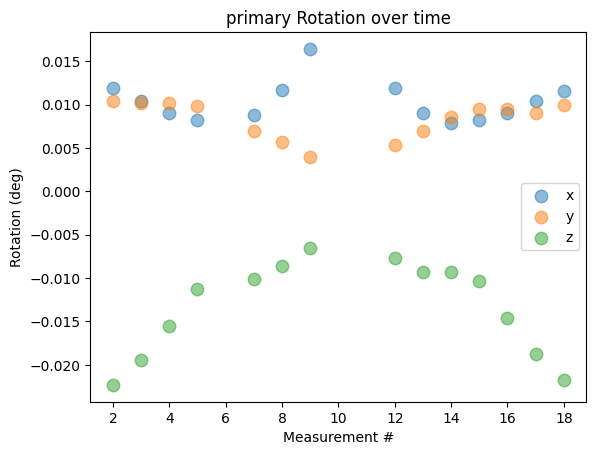 primary Rotation over time
Rotation (deg)
0.015
0.010
0.005
0.000
−0.005
−0.010
−0.015
−0.020
x
y
z
2 4 6 8 10 12 14 16 18
Measurement #